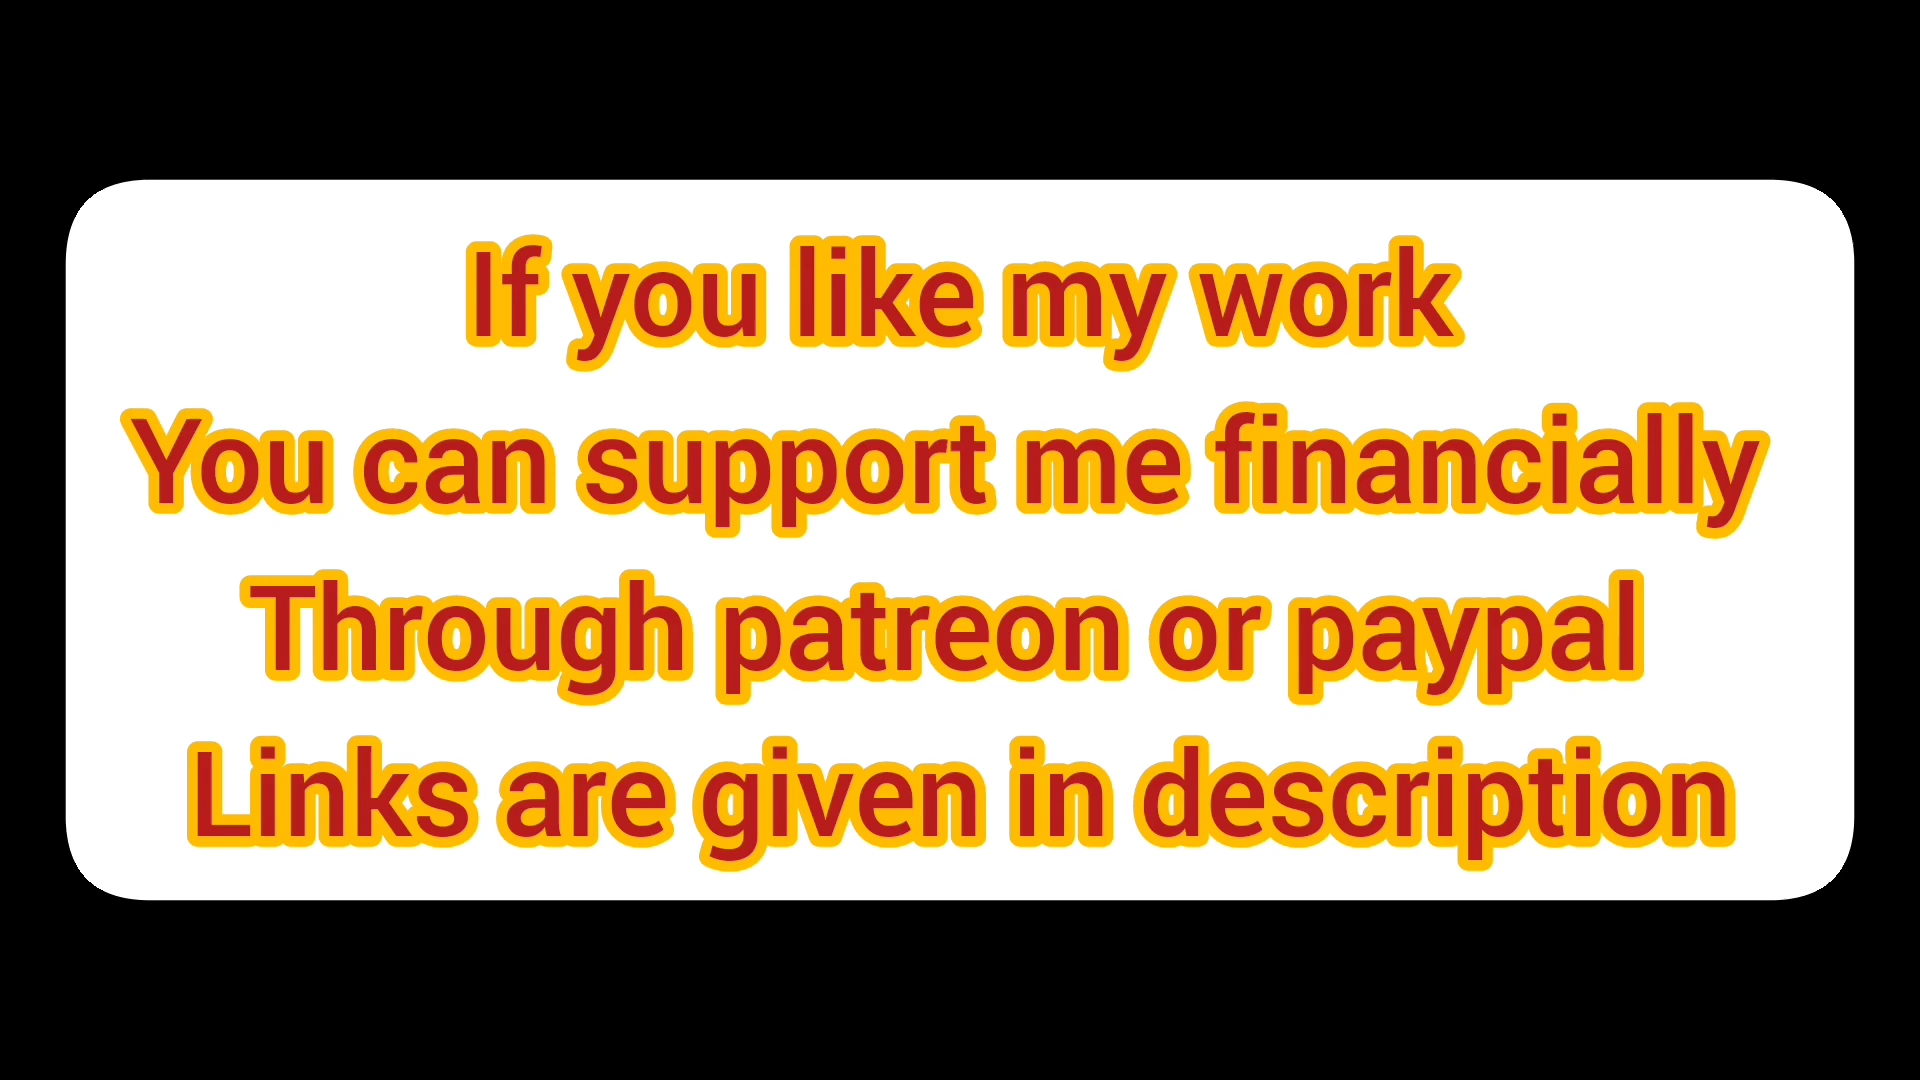 If you like my work
You can support me financially
Through patreon or paypal
Links are given in description